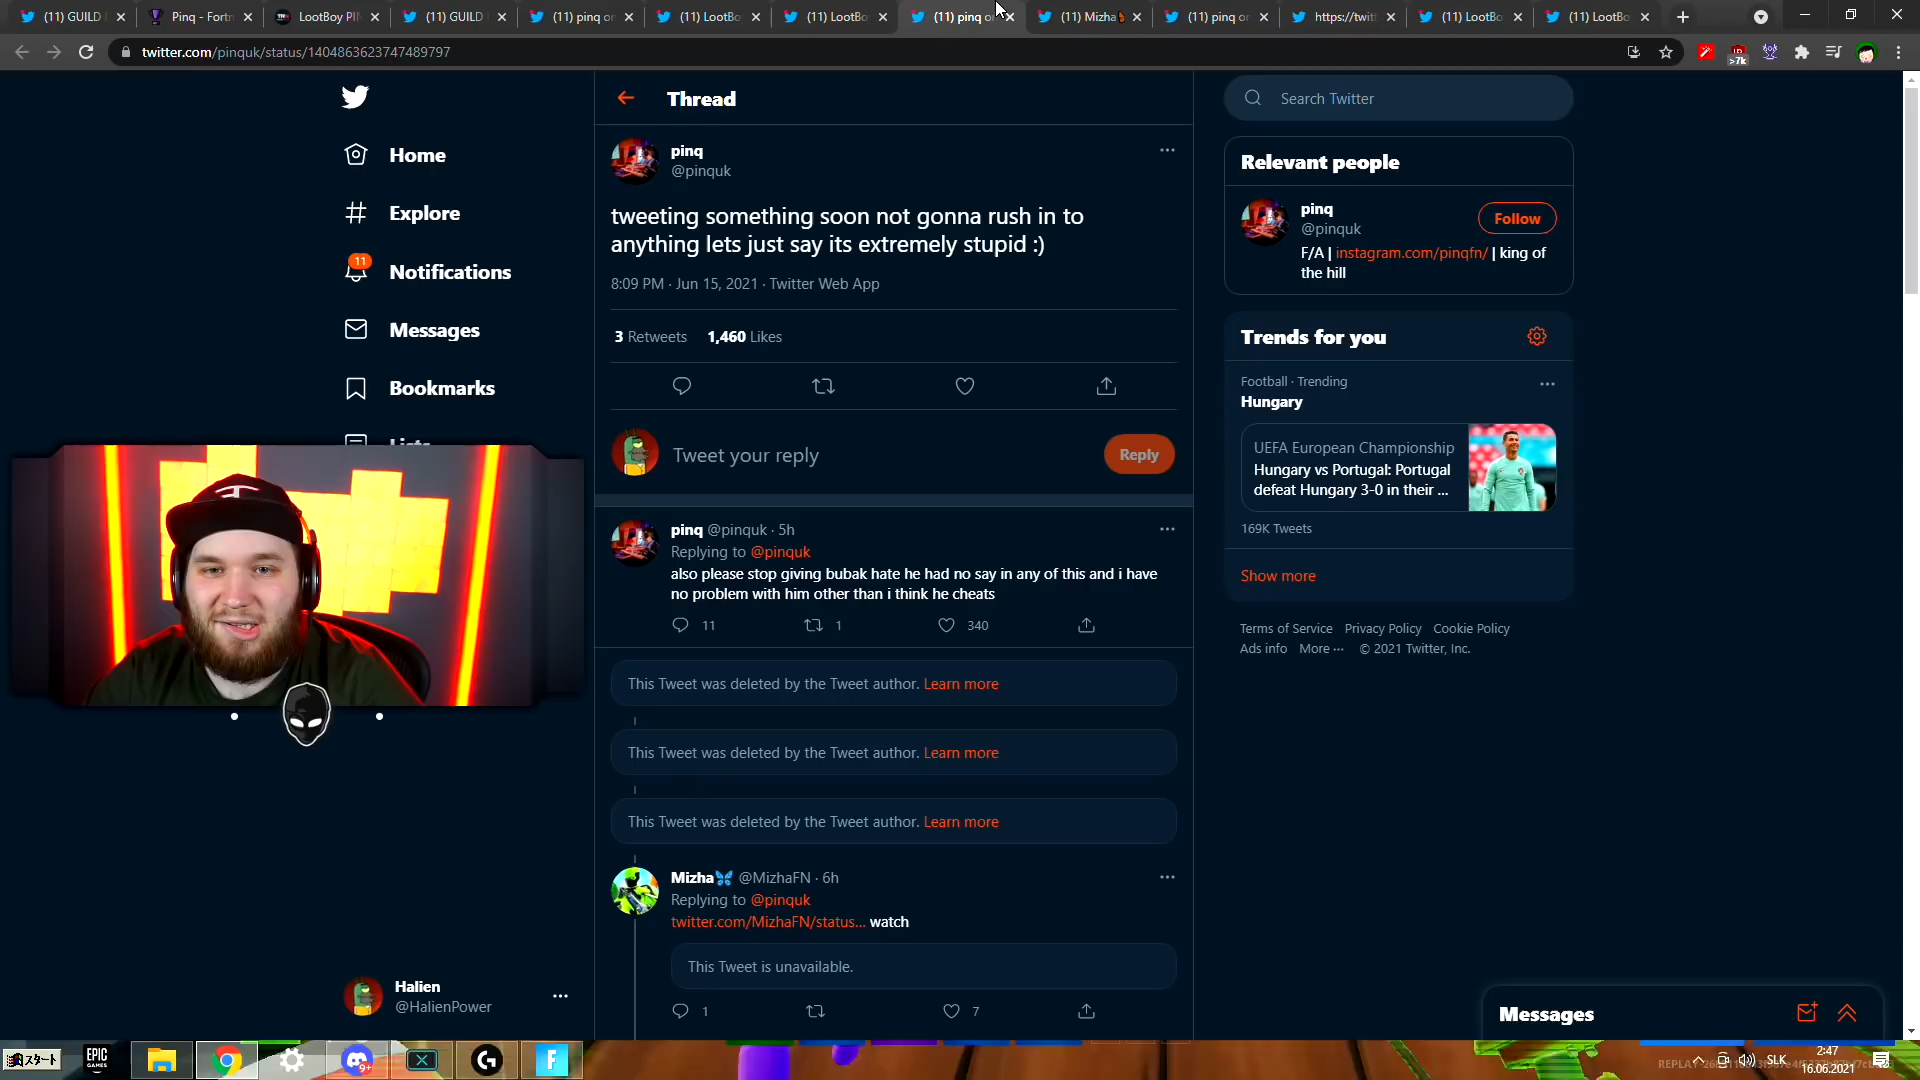 (11) GUILD
Pinq - Fortn
LootBoy PIN
(11) GUILD
(11) pinq o
(11) LootBo
(11) LootBo
(11) pinq o
(11) Mizha
(11) pinq o
https://twitt
(11) LootBo
(11) LootBo
twitter.com/pinquk/status/1404863623747489797
>7k
Home
Explore
11
Notifications
Messages
Bookmarks
Lists
Halien
@HalienPower
Thread
pinq
@pinquk
tweeting something soon not gonna rush in to
anything lets just say its extremely stupid :)
8:09 PM · Jun 15, 2021 · Twitter Web App
3 Retweets 1,460 Likes
Tweet your reply
Reply
pinq @pinquk · 5h
Replying to @pinquk
also please stop giving bubak hate he had no say in any of this and i have
no problem with him other than i think he cheats
11 1 340
This Tweet was deleted by the Tweet author. Learn more
This Tweet was deleted by the Tweet author. Learn more
This Tweet was deleted by the Tweet author. Learn more
Mizha @MizhaFN · 6h
Replying to @pinquk
twitter.com/MizhaFN/status... watch
This Tweet is unavailable.
1 7
Search Twitter
Relevant people
pinq
@pinquk
Follow
F/A | instagram.com/pinqfn/ | king of
the hill
Trends for you
Football · Trending
Hungary
UEFA European Championship
Hungary vs Portugal: Portugal
defeat Hungary 3-0 in their ...
169K Tweets
Show more
Terms of Service Privacy Policy Cookie Policy
Ads info More ··· © 2021 Twitter, Inc.
Messages
スタート
EPIC
GAMES
9+
SLK
2:47
16.06.2021